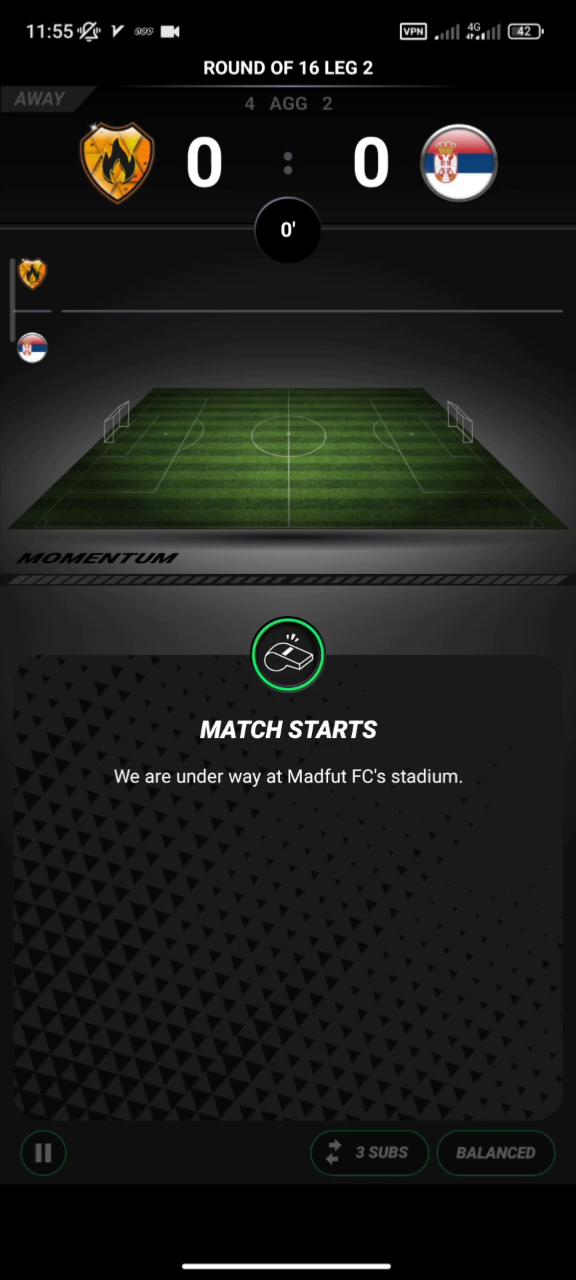 11:55
VPN
4G
42
ROUND OF 16 LEG 2
AWAY
4 AGG 2
0 : 0
0'
MOMENTUM
MATCH STARTS
We are under way at Madfut FC's stadium.
3 SUBS
BALANCED